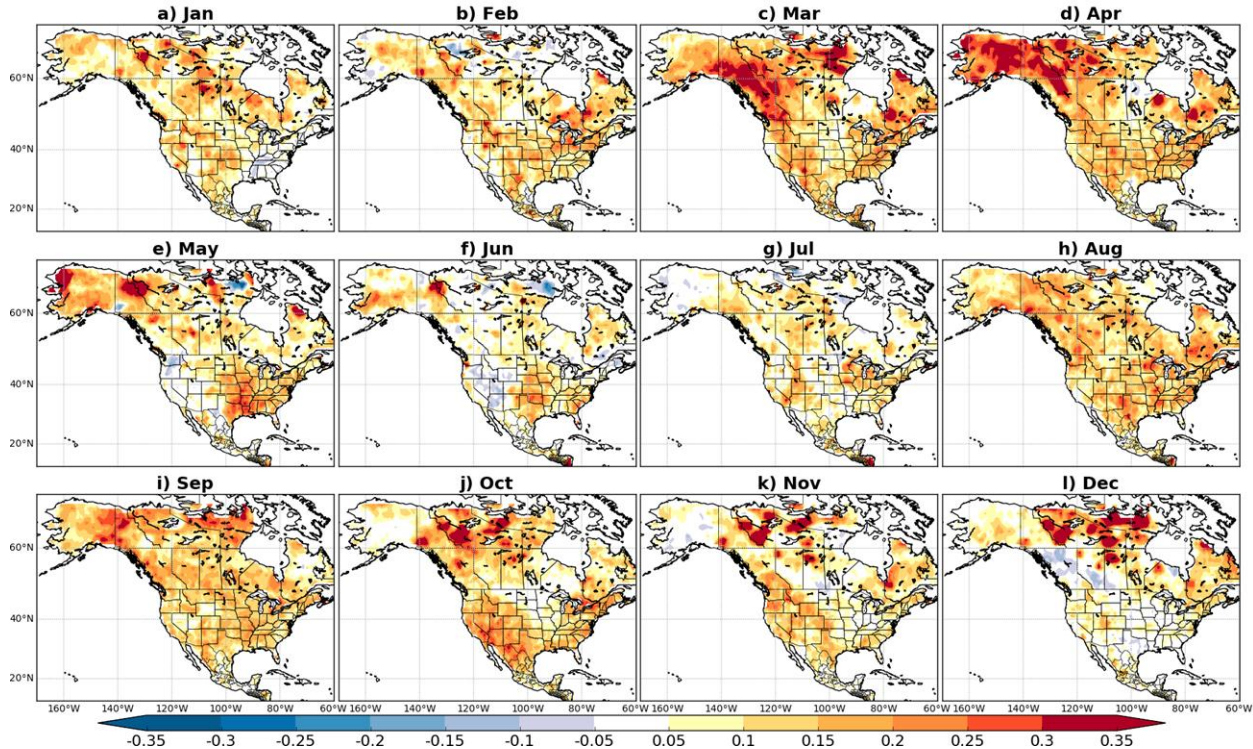 a) Jan b) Feb c) Mar d) Apr
60°N
40°N
20°N
e) May f) Jun g) Jul h) Aug
60°N
40°N
20°N
i) Sep j) Oct k) Nov l) Dec
60°N
40°N
20°N
160°W 140°W 120°W 100°W 80°W 60°W 160°W 140°W 120°W 100°W 80°W 60°W 160°W 140°W 120°W 100°W 80°W 60°W 160°W 140°W 120°W 100°W 80°W 60°W
-0.35 -0.3 -0.25 -0.2 -0.15 -0.1 -0.05 0.05 0.1 0.15 0.2 0.25 0.3 0.35